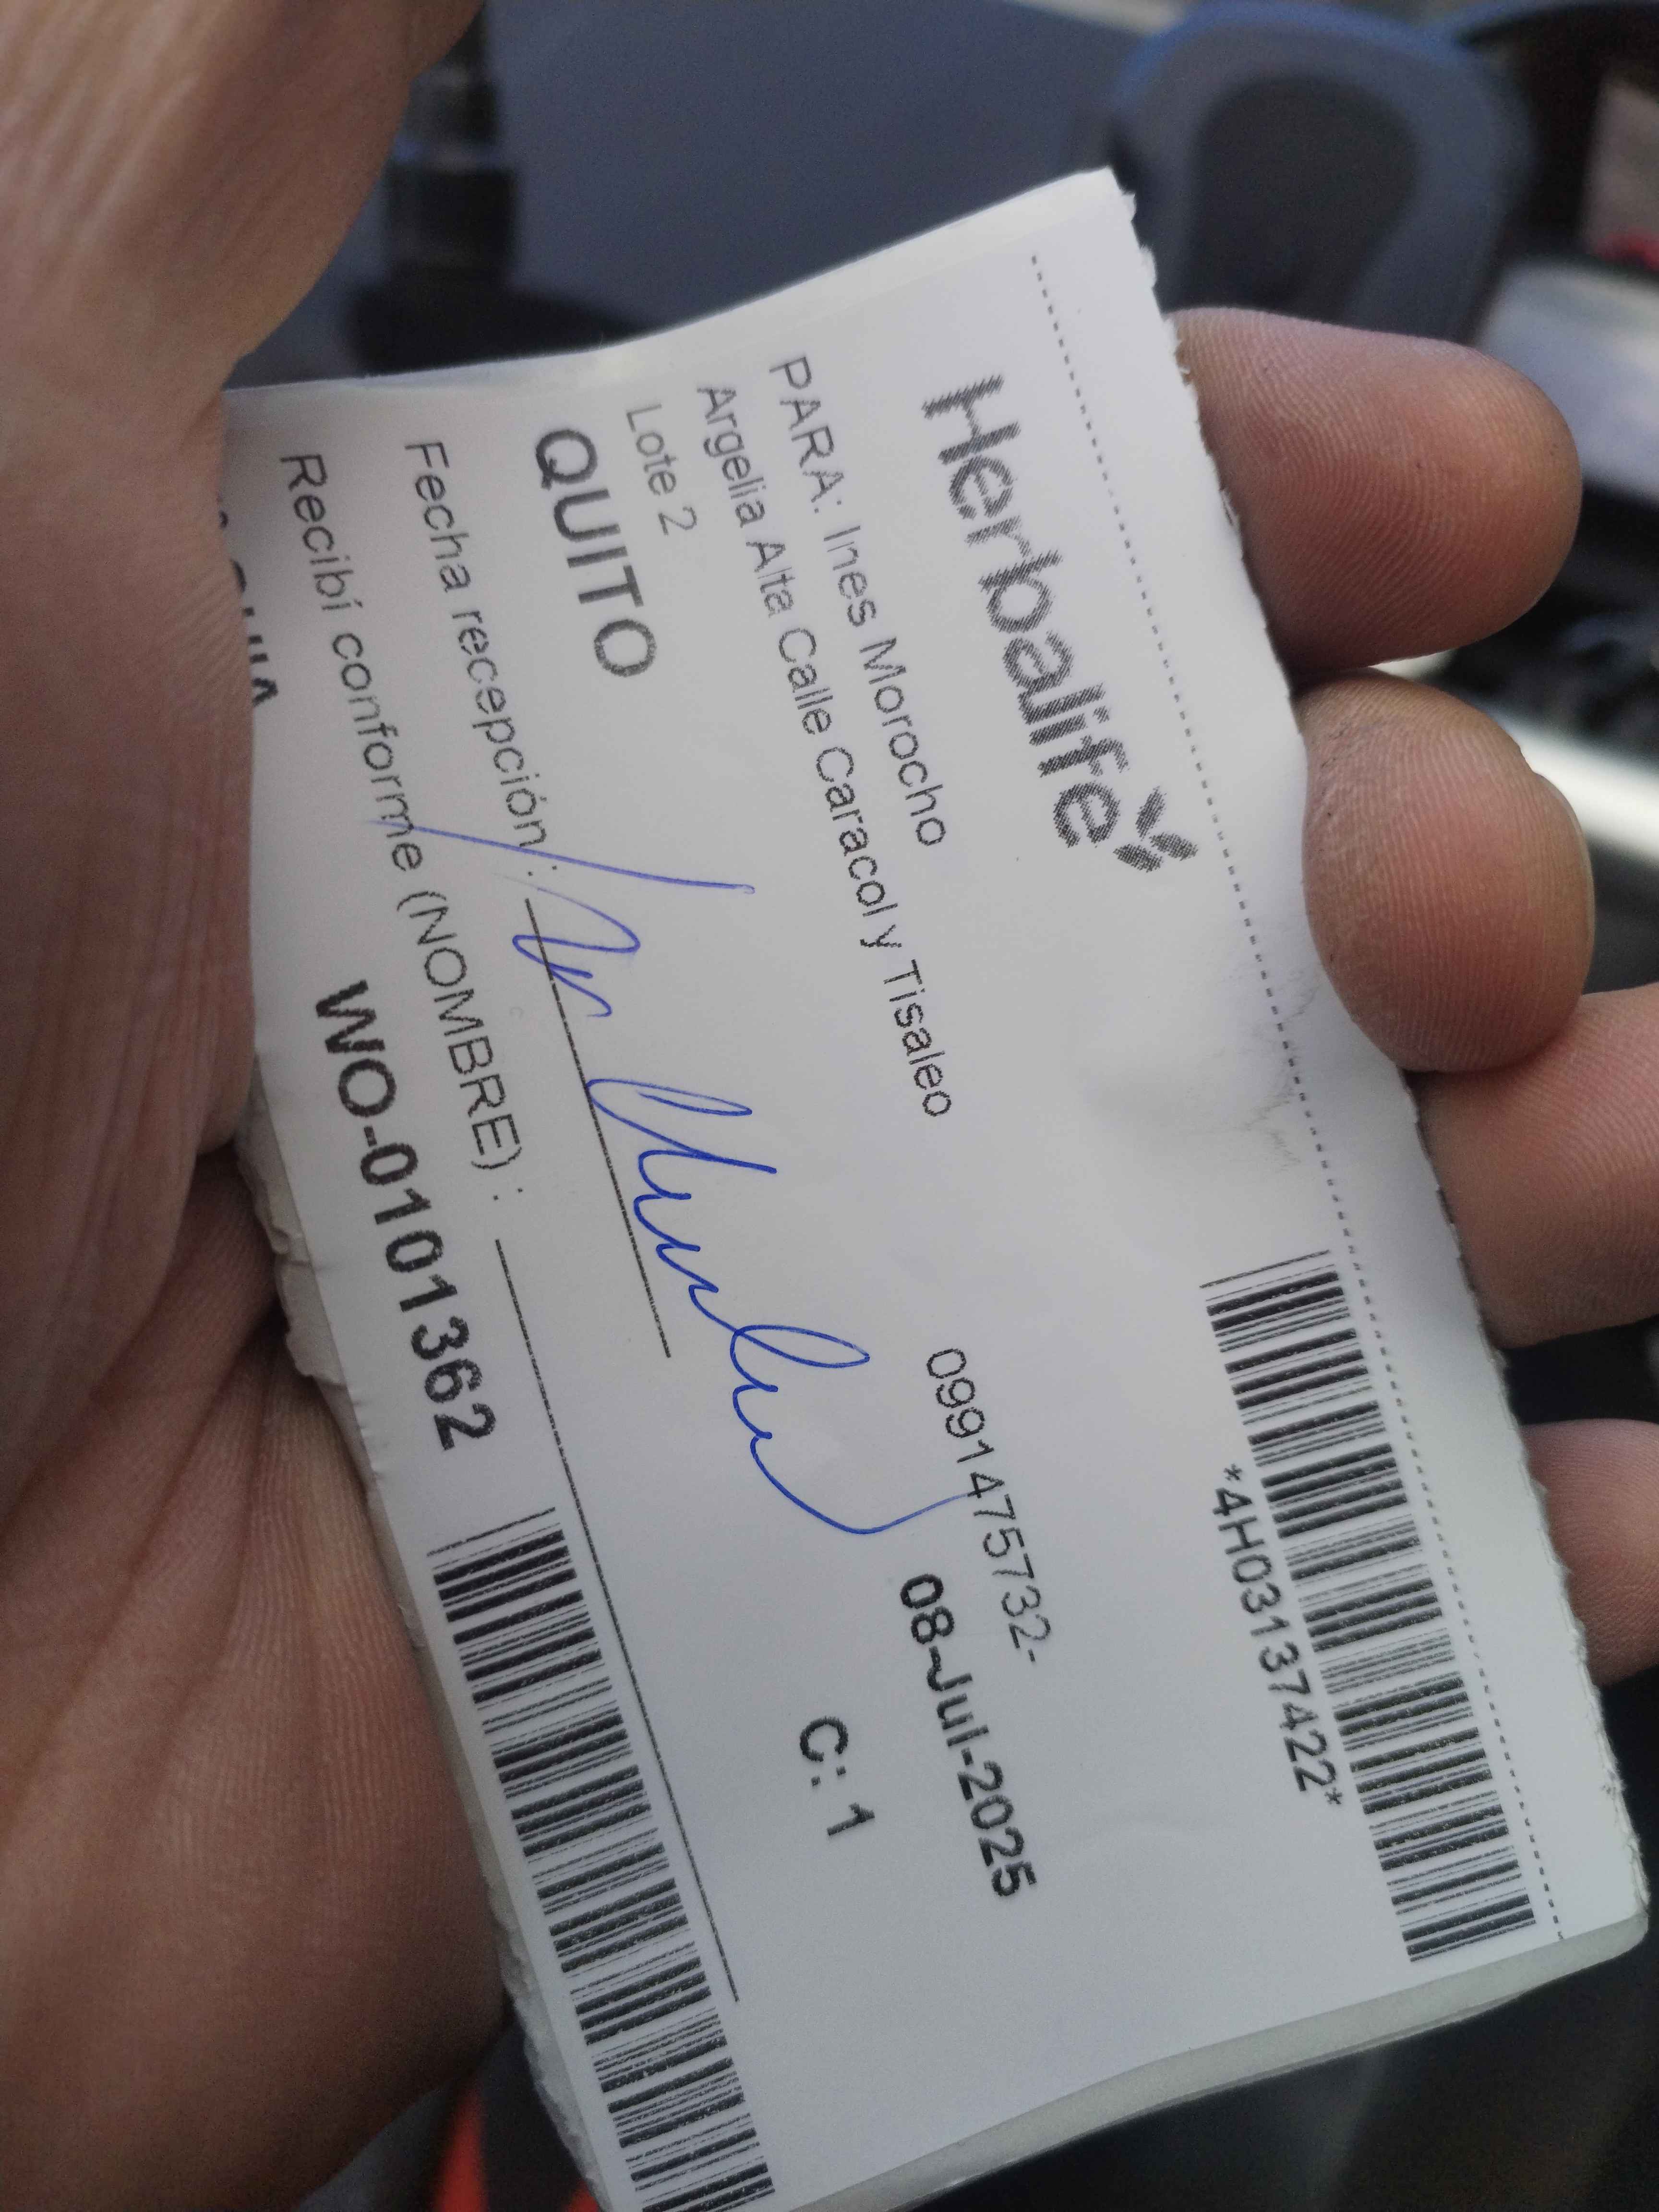 Herbalife
*4H03137422*
PARA: Ines Morocho
0991475732-
Argelia Alta Calle Caracol y Tisaleo
08-Jul-2025
Lote 2
QUITO
C: 1
Fecha recepción:
Recibí conforme (NOMBRE) :
WO-0101362